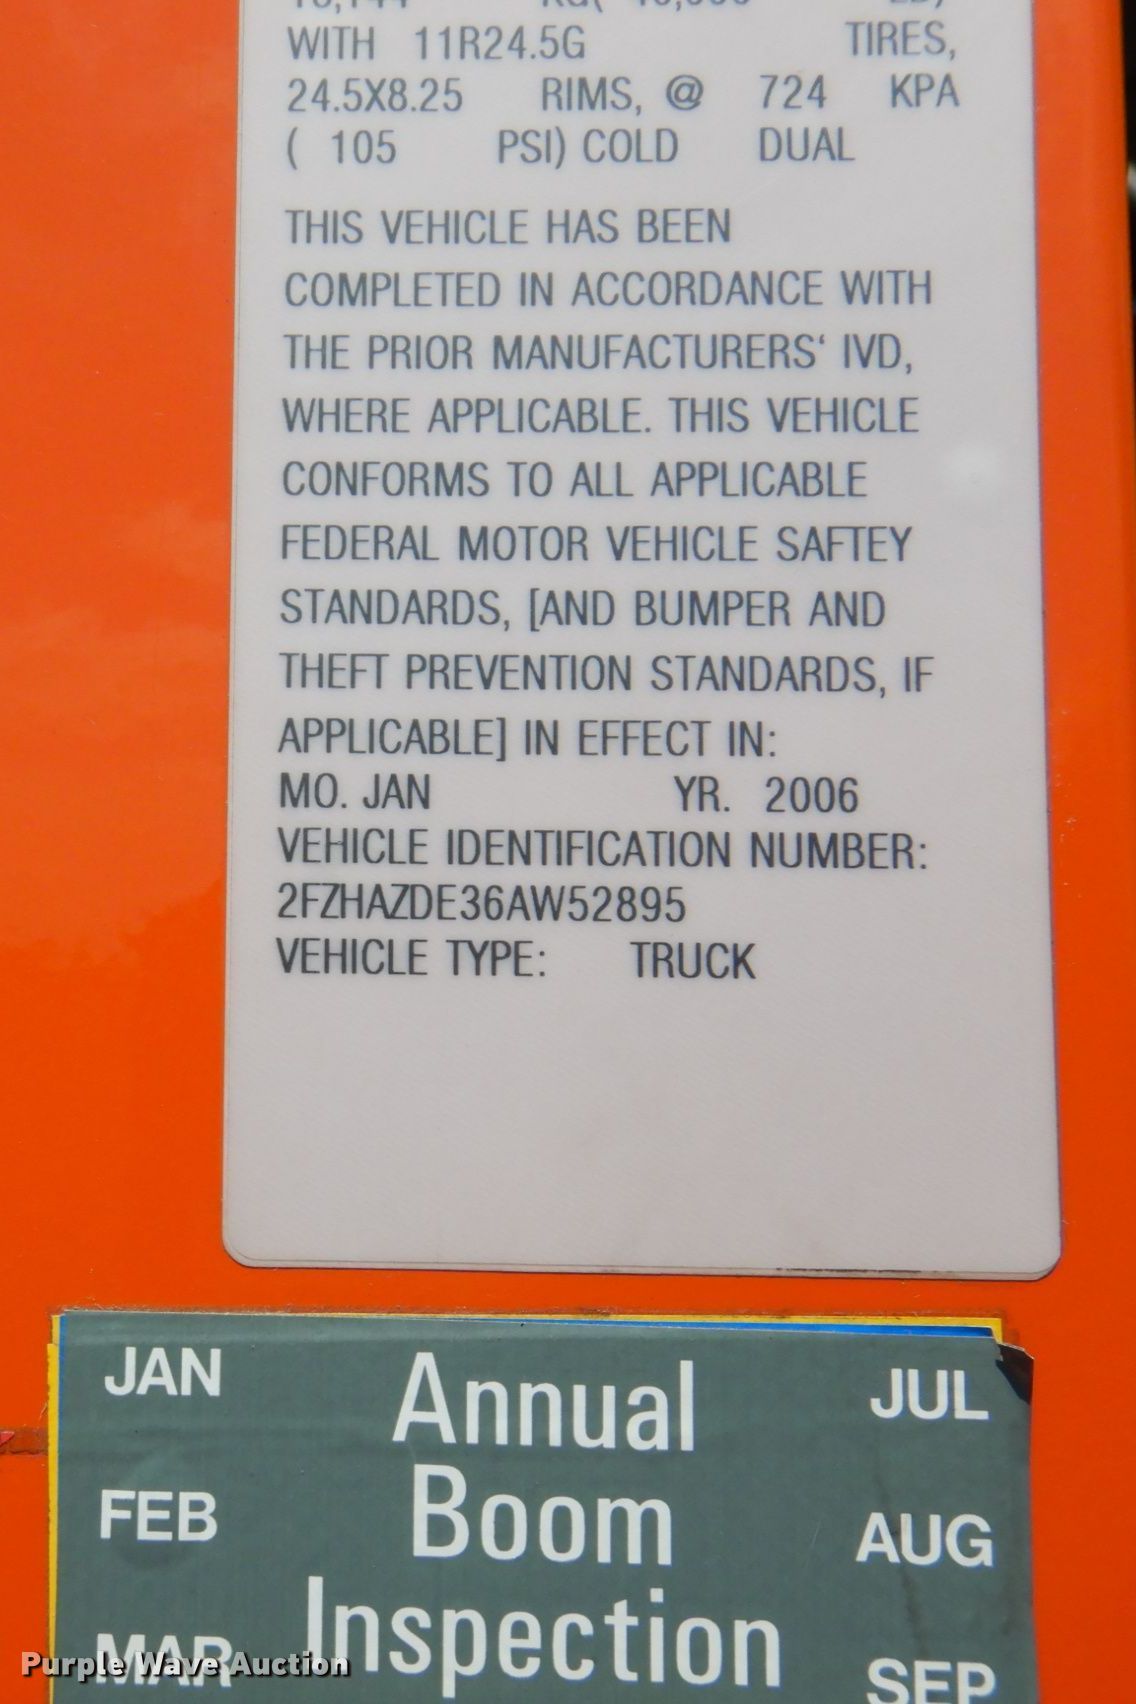 WITH 11R24.5G TIRES,
24.5X8.25 RIMS, @ 724 KPA
( 105 PSI) COLD DUAL
THIS VEHICLE HAS BEEN
COMPLETED IN ACCORDANCE WITH
THE PRIOR MANUFACTURERS‘ IVD,
WHERE APPLICABLE. THIS VEHICLE
CONFORMS TO ALL APPLICABLE
FEDERAL MOTOR VEHICLE SAFTEY
STANDARDS, [AND BUMPER AND
THEFT PREVENTION STANDARDS, IF
APPLICABLE] IN EFFECT IN:
MO. JAN YR. 2006
VEHICLE IDENTIFICATION NUMBER:
2FZHAZDE36AW52895
VEHICLE TYPE: TRUCK
JAN Annual JUL
FEB Boom AUG
MAR Inspection SEP
Purple Wave Auction